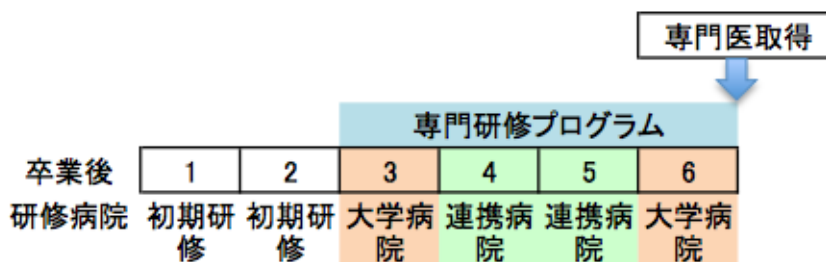 専門医取得
専門研修プログラム
卒業後 1 2 3 4 5 6
研修病院 初期研修 初期研修 大学病院 連携病院 連携病院 大学病院